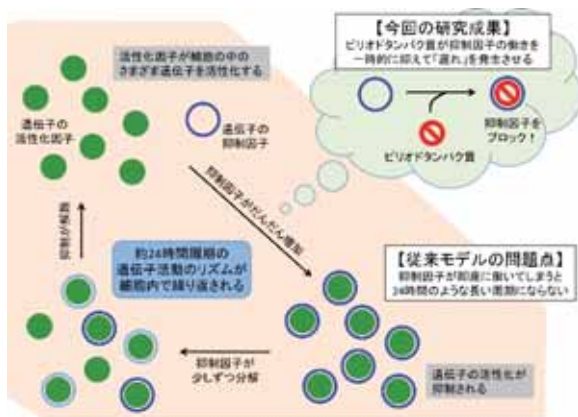 活性化因子が細胞の中の
さまざま遺伝子を活性化する
遺伝子の
活性化因子
遺伝子の
抑制因子
【今回の研究成果】
ピリオドタンパク質が抑制因子の働きを
一時的に抑えて「遅れ」を発生させる
ピリオドタンパク質
抑制因子を
ブロック！
抑制因子がだんだん増加
抑制が解除
約24時間周期の
遺伝子活動のリズムが
細胞内で繰り返される
【従来モデルの問題点】
抑制因子が即座に働いてしまうと
24時間のような長い周期にならない
抑制因子が
少しずつ分解
遺伝子の活性化が
抑制される